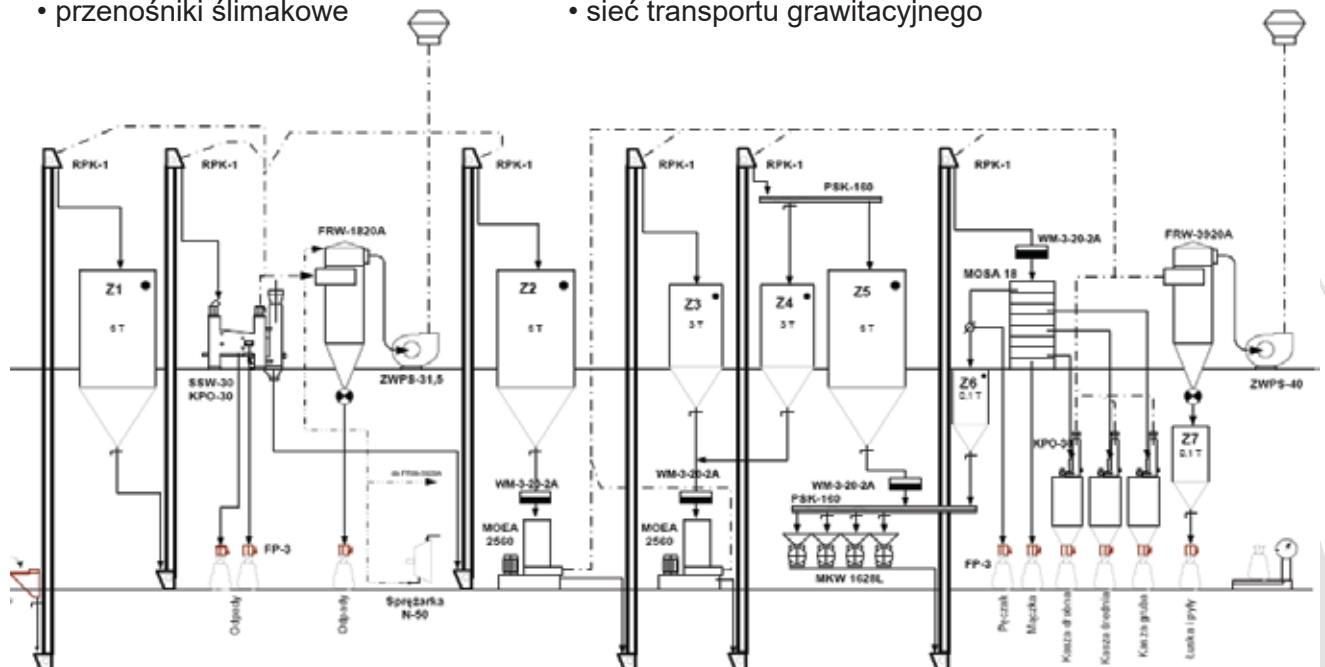 • przenośniki ślimakowe
• sieć transportu grawitacyjnego
RPK-1
RPK-1
RPK-1
RPK-1
RPK-1
RPK-1
PSK-160
FRW-1820A
WM-3-20-2A
FRW-3920A
MOSA 18
Z1
6 T
Z2
6 T
Z3
3 T
Z4
3 T
Z5
6 T
SSW-30
KPO-30
ZWPS-31,5
Z6
0,1 T
ZWPS-40
KPO-30
Z7
0,1 T
do FRW-3920A
WM-3-20-2A
WM-3-20-2A
WM-3-20-2A
PSK-160
MOEA
2560
MOEA
2560
FP-3
FP-3
MKW 1628L
Sprężarka
N-50
Odpady
Odpady
Pęczak
Mączka
Kasza drobna
Kasza średnia
Kasza gruba
Łuska i pyły